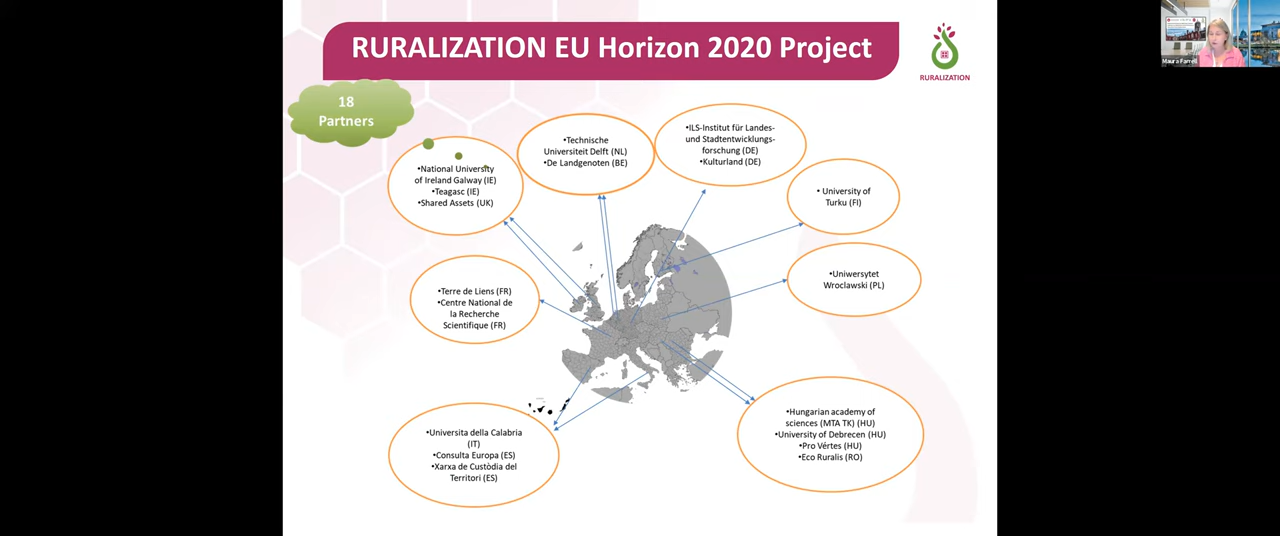 RURALIZATION EU Horizon 2020 Project
RURALIZATION
Maura Farrell
18
Partners
•National University
of Ireland Galway (IE)
•Teagasc (IE)
•Shared Assets (UK)
•Technische
Universiteit Delft (NL)
•De Landgenoten (BE)
•ILS-Institut für Landes-
und Stadtentwicklungs-
forschung (DE)
•Kulturland (DE)
• University of
Turku (FI)
•Uniwersytet
Wroclawski (PL)
•Terre de Liens (FR)
•Centre National de
la Recherche
Scientifique (FR)
•Universita della Calabria
(IT)
•Consulta Europa (ES)
•Xarxa de Custòdia del
Territori (ES)
•Hungarian academy of
sciences (MTA TK) (HU)
•University of Debrecen (HU)
•Pro Vértes (HU)
•Eco Ruralis (RO)